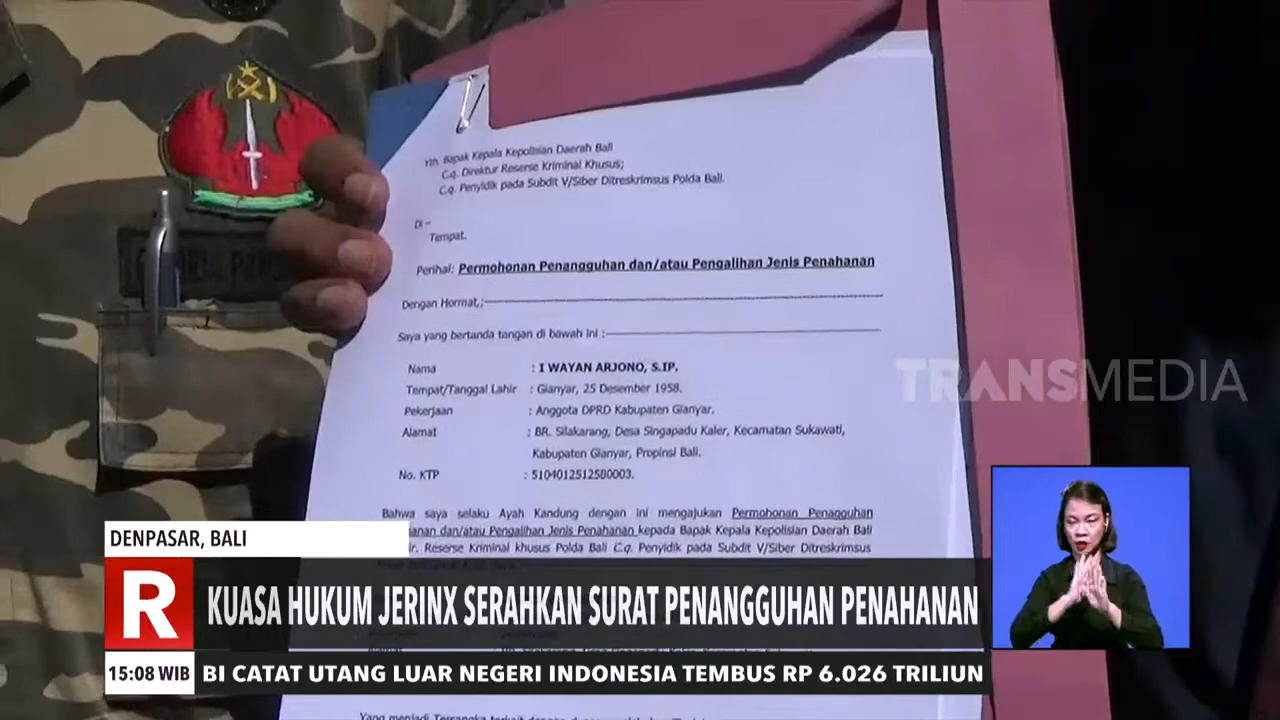 Yth. Bapak Kepala Kepolisian Daerah Bali
C.q. Direktur Reserse Kriminal Khusus;
C.q. Penyidik pada Subdit V/Siber Ditreskrimsus Polda Bali.
Di –
Tempat.
Perihal: Permohonan Penangguhan dan/atau Pengalihan Jenis Penahanan
Dengan Hormat,;
Saya yang bertanda tangan di bawah ini :
Nama : I WAYAN ARJONO, S.IP.
Tempat/Tanggal Lahir : Gianyar, 25 Desember 1958.
Pekerjaan : Anggota DPRD Kabupaten Gianyar.
Alamat : BR. Silakarang, Desa Singapadu Kaler, Kecamatan Sukawati,
Kabupaten Gianyar, Propinsi Bali.
No. KTP : 5104012512580003.
Bahwa saya selaku Ayah Kandung dengan ini mengajukan Permohonan Penangguhan
dan/atau Pengalihan Jenis Penahanan kepada Bapak Kepala Kepolisian Daerah Bali
Reserse Kriminal khusus Polda Bali C.q. Penyidik pada Subdit V/Siber Ditreskrimsus
TRANSMEDIA
DENPASAR, BALI
R KUASA HUKUM JERINX SERAHKAN SURAT PENANGGUHAN PENAHANAN
15:08 WIB BI CATAT UTANG LUAR NEGERI INDONESIA TEMBUS RP 6.026 TRILIUN
Yang menjadi Tersangka terkait dengan